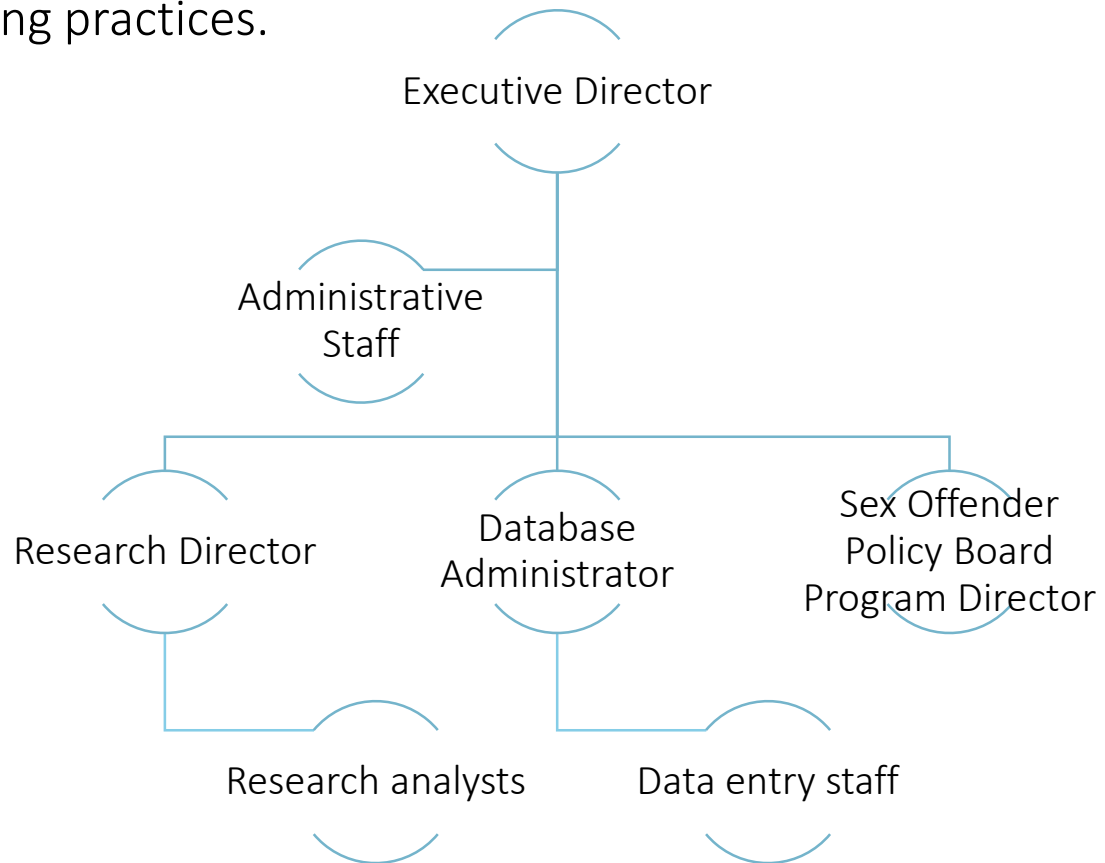 ng practices.
Executive Director
Administrative
Staff
Research Director
Database
Administrator
Sex Offender
Policy Board
Program Director
Research analysts
Data entry staff